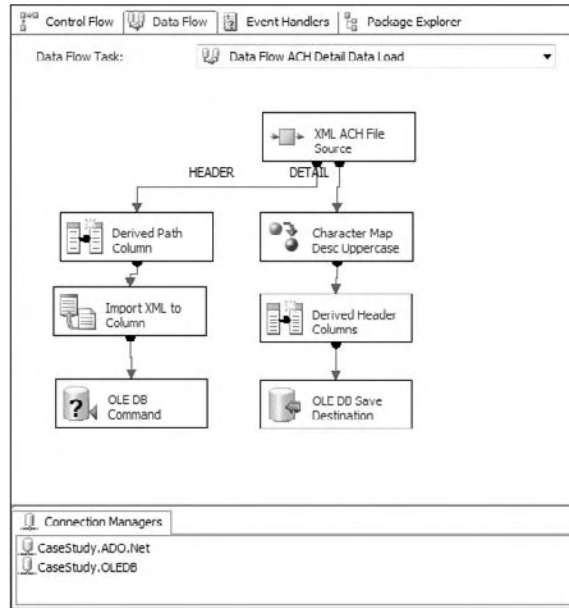 Control Flow Data Flow Event Handlers Package Explorer
Data Flow Task: Data Flow ACH Detail Data Load
XML ACH File
Source
HEADER DETAIL
Derived Path
Column
Character Map
Desc Uppercase
Import XML to
Column
Derived Header
Columns
OLE DB
Command
OLE DB Save
Destination
Connection Managers
CaseStudy.ADO.Net
CaseStudy.OLEDB